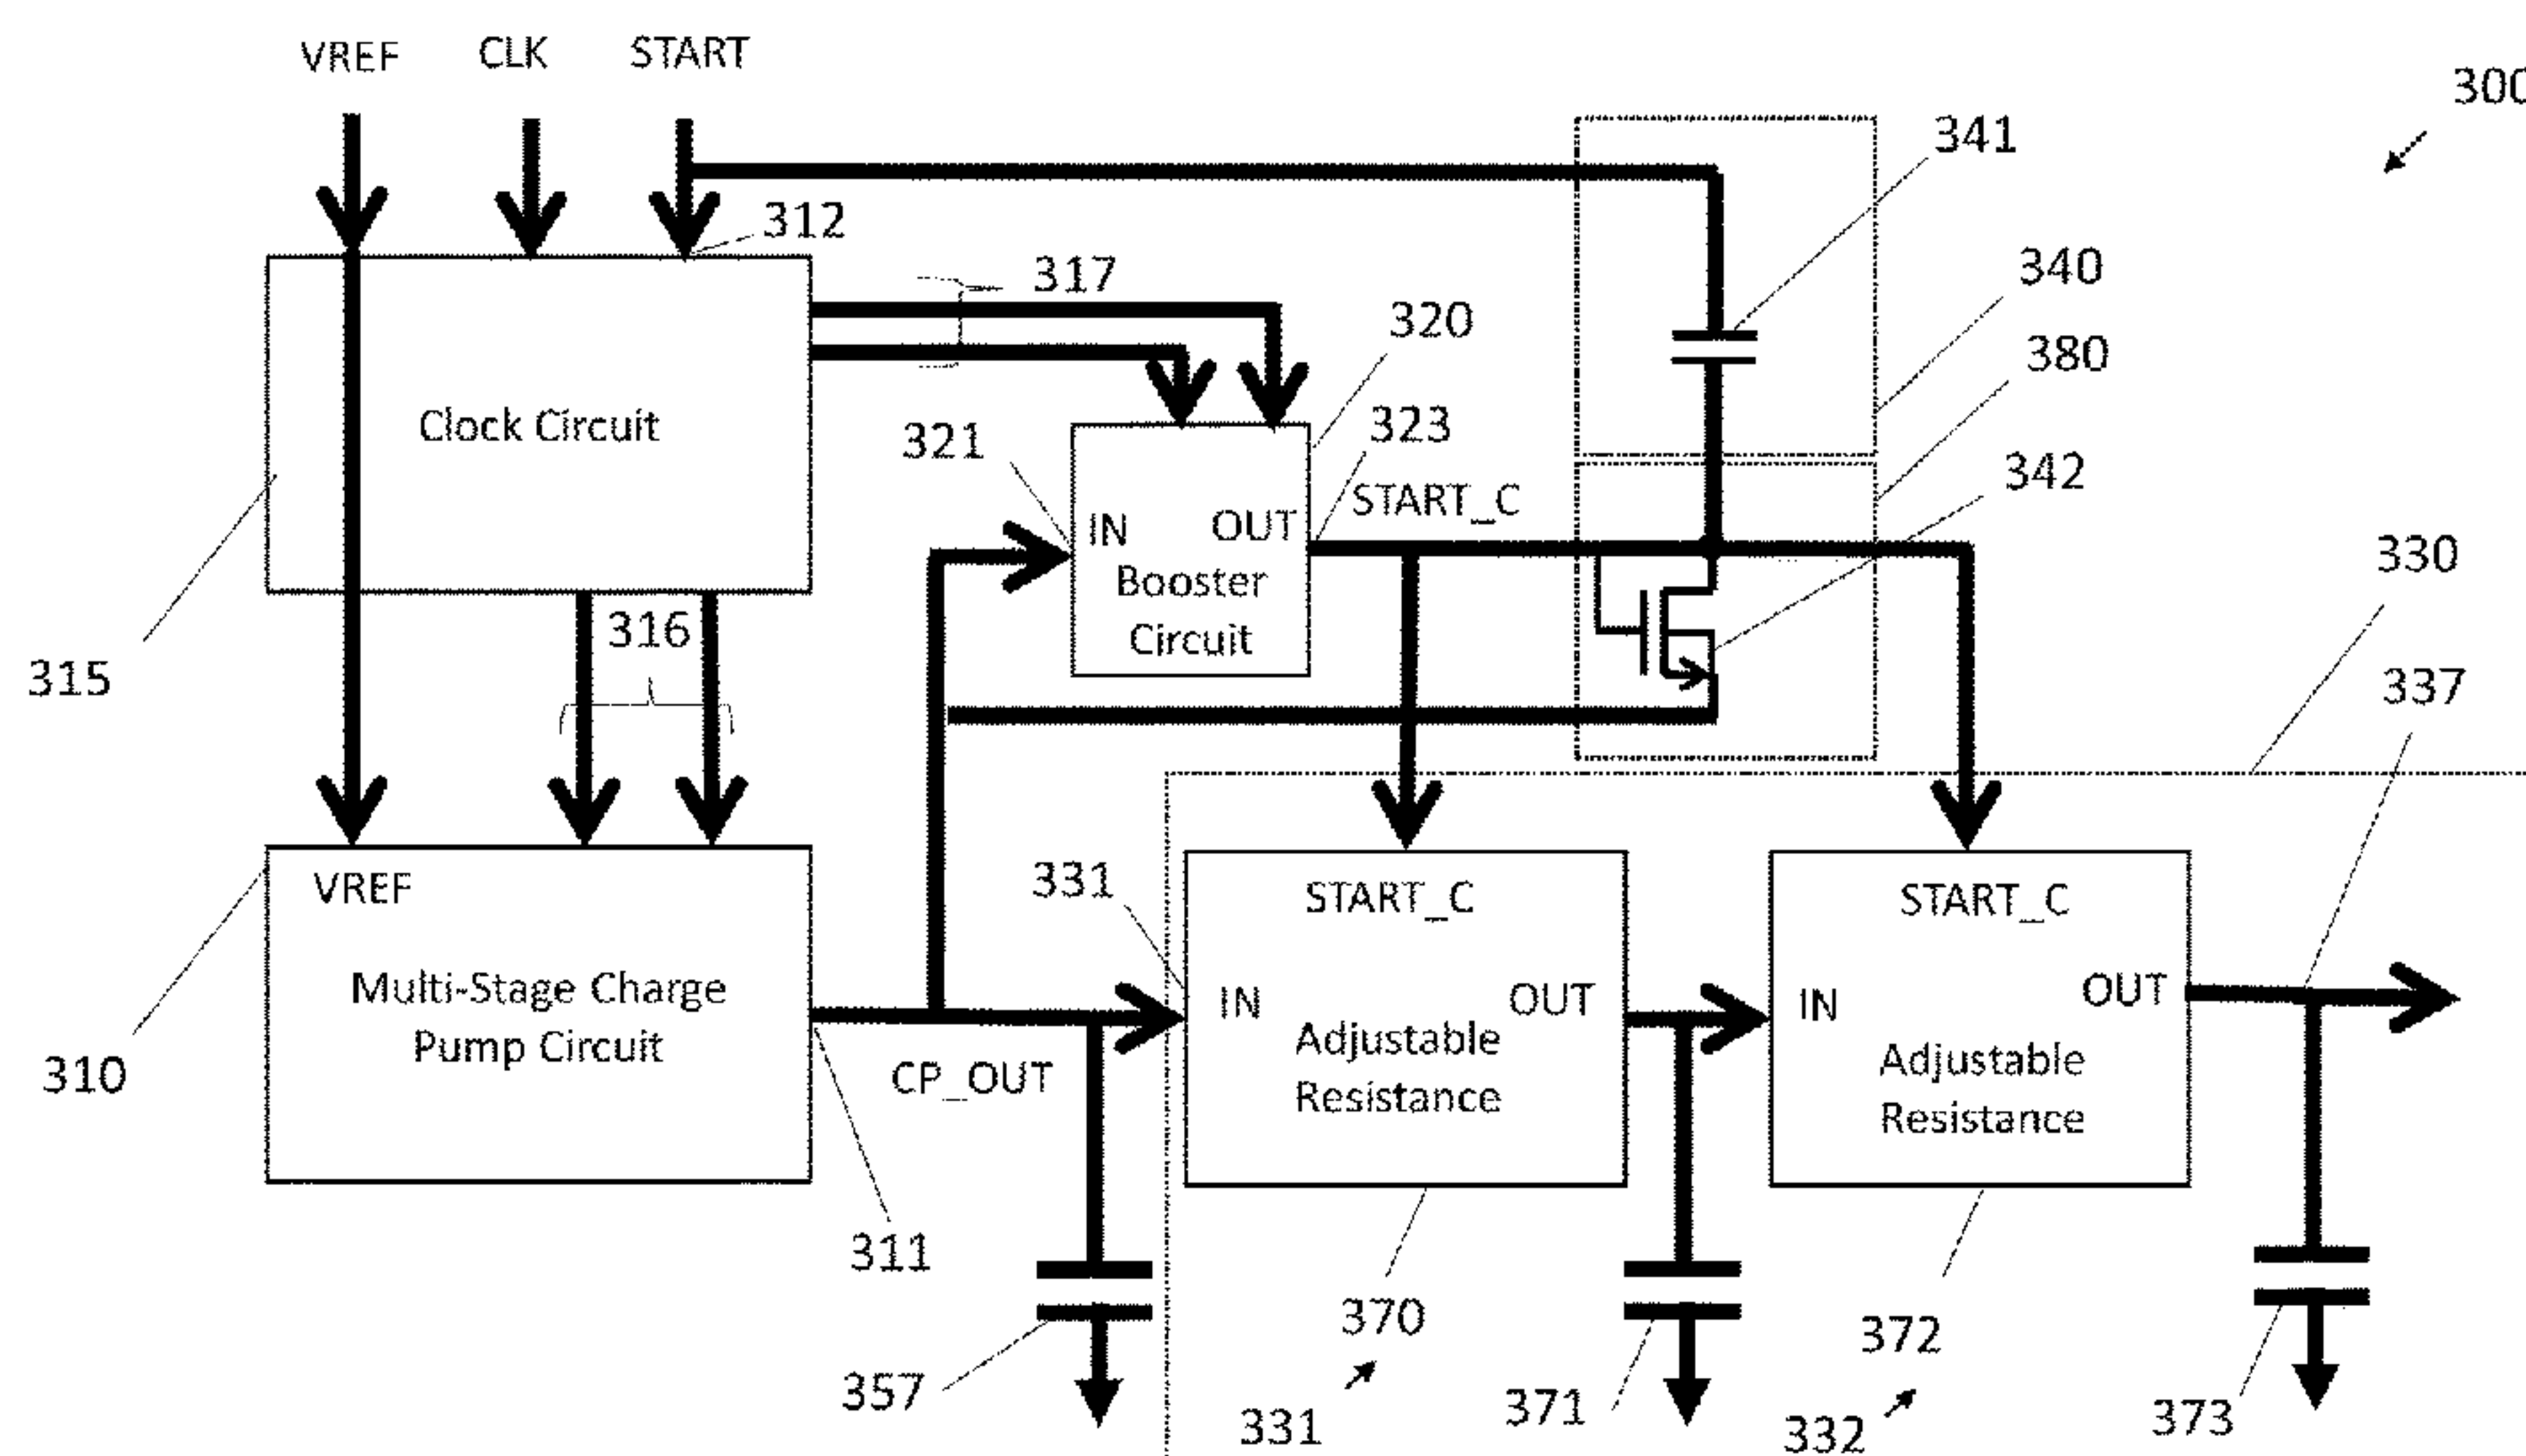 VREF CLK START
300
341
312
340
317
320
380
323
Clock Circuit
321
342
START_C
IN OUT
Booster
Circuit
330
316
315
337
VREF
331
START_C
START_C
Multi-Stage Charge
Pump Circuit
IN OUT
IN OUT
Adjustable
Resistance
Adjustable
Resistance
310
CP_OUT
311
370
372
357
371
373
331
332